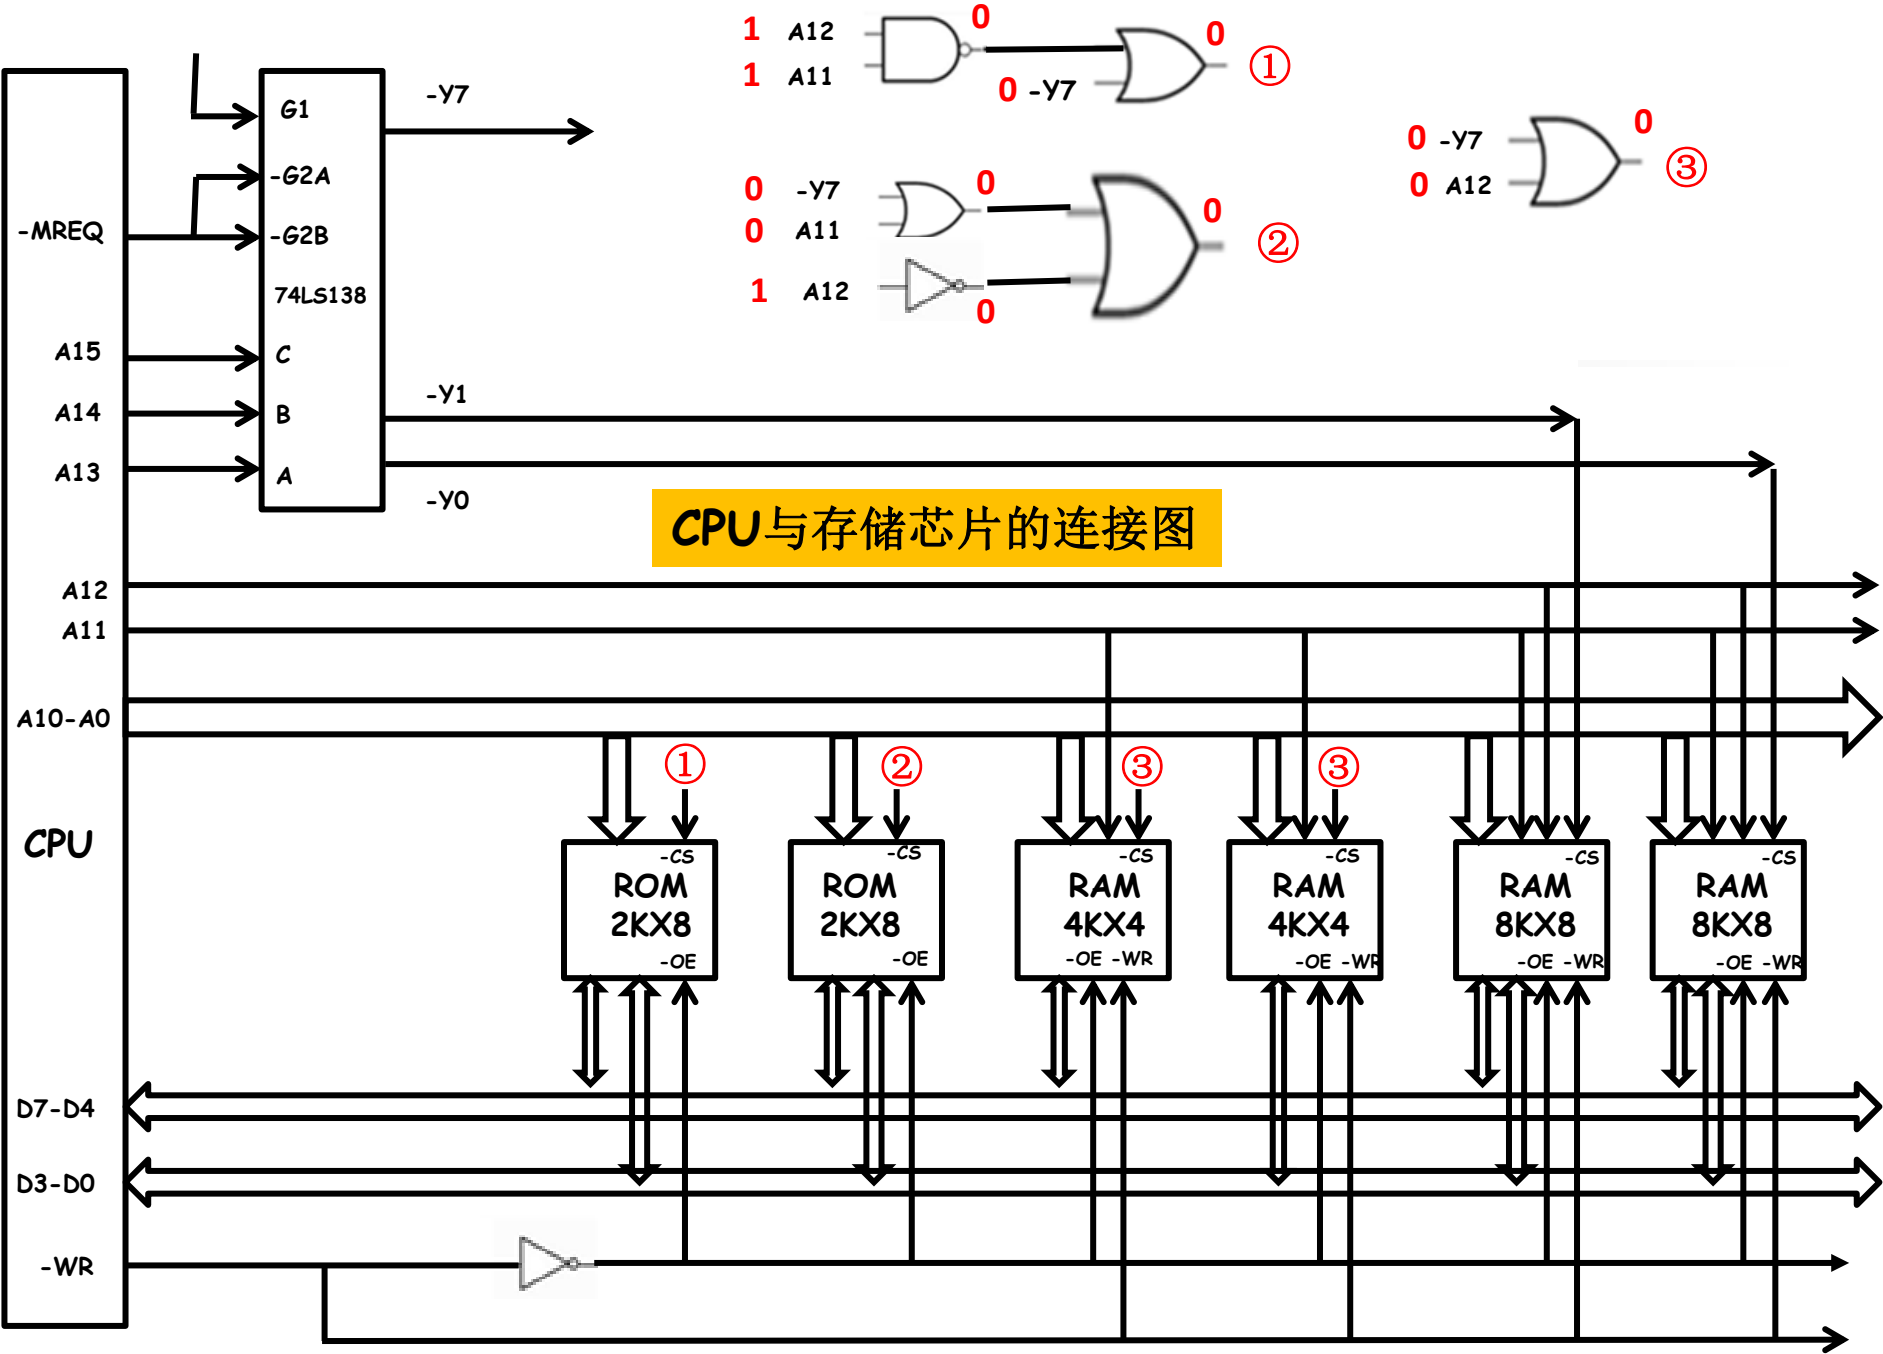 1 A12 0
1 A11
0 -Y7 0 ①
0 -Y7 0
0 A11
1 A12 0
0 ②
0 -Y7 0
0 A12 ③
G1
-G2A
-G2B
74LS138
C
B
A
-Y7
-Y1
-Y0
-MREQ
A15
A14
A13
CPU与存储芯片的连接图
A12
A11
A10-A0
CPU
① ② ③ ③
-CS -CS -CS -CS -CS -CS
ROM ROM RAM RAM RAM RAM
2KX8 2KX8 4KX4 4KX4 8KX8 8KX8
-OE -OE -OE -WR -OE -WR -OE -WR -OE -WR
D7-D4
D3-D0
-WR